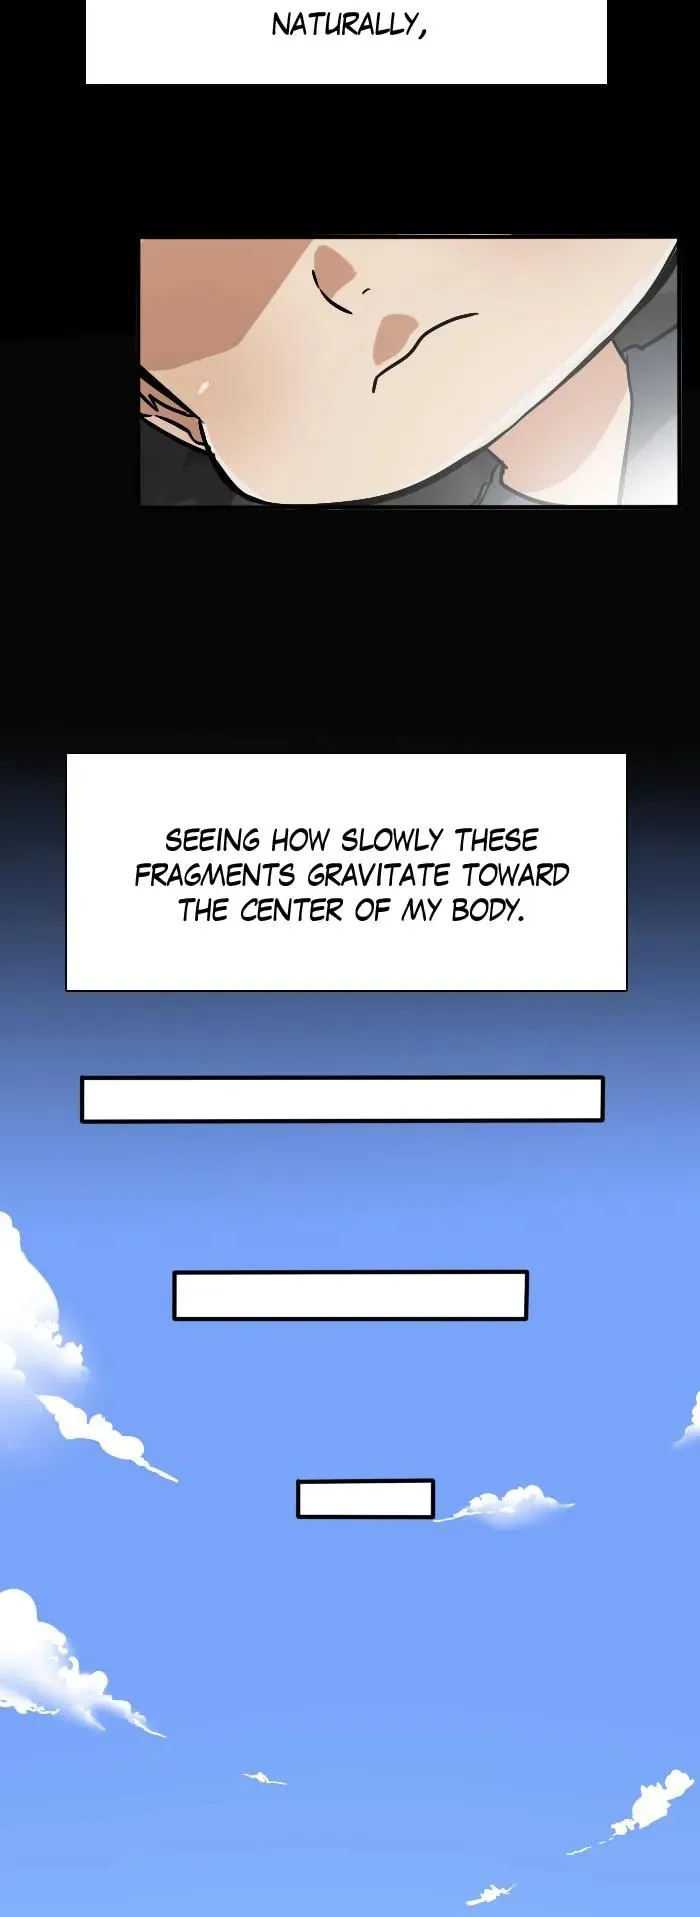 NATURALLY,
SEEING HOW SLOWLY THESE
FRAGMENTS GRAVITATE TOWARD
THE CENTER OF MY BODY.